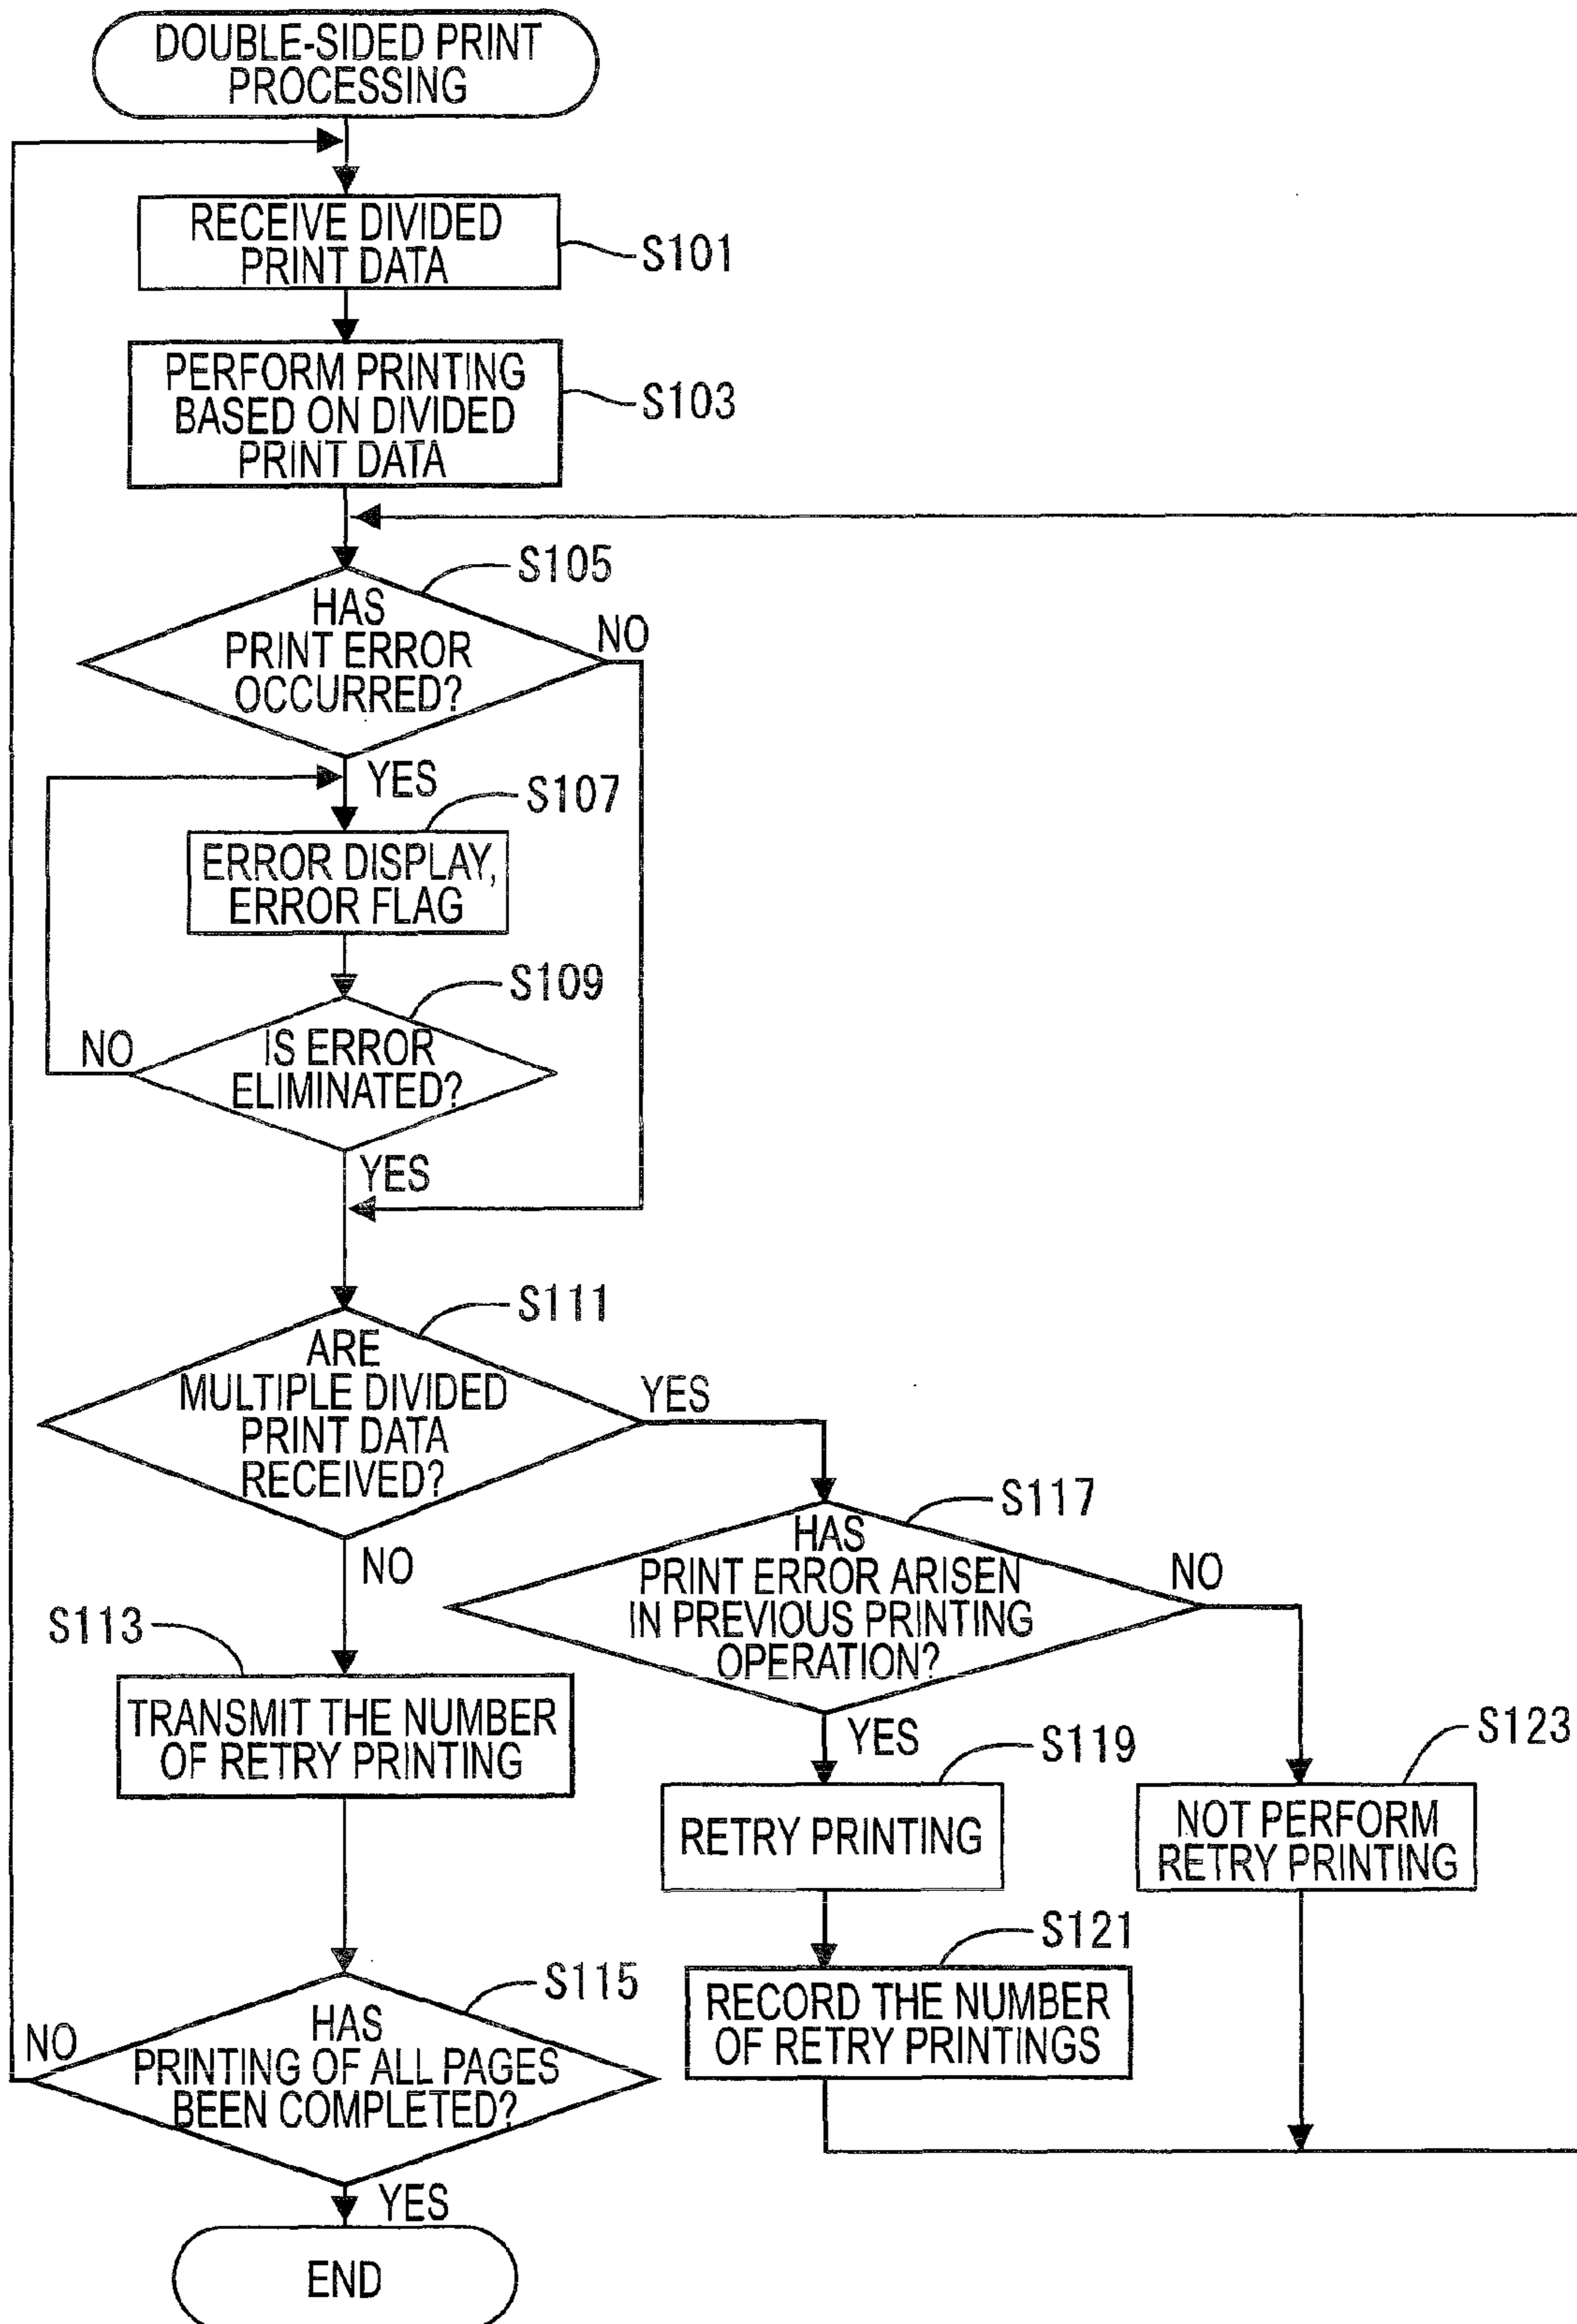 DOUBLE-SIDED PRINT
PROCESSING
RECEIVE DIVIDED
PRINT DATA
S101
PERFORM PRINTING
BASED ON DIVIDED
PRINT DATA
S103
S105
HAS
PRINT ERROR
OCCURRED?
NO
YES
S107
ERROR DISPLAY,
ERROR FLAG
S109
NO
IS ERROR
ELIMINATED?
YES
S111
ARE
MULTIPLE DIVIDED
PRINT DATA
RECEIVED?
YES
NO
S117
HAS
PRINT ERROR ARISEN
IN PREVIOUS PRINTING
OPERATION?
NO
YES
S113
TRANSMIT THE NUMBER
OF RETRY PRINTING
S119
RETRY PRINTING
S123
NOT PERFORM
RETRY PRINTING
S121
RECORD THE NUMBER
OF RETRY PRINTINGS
S115
HAS
PRINTING OF ALL PAGES
BEEN COMPLETED?
NO
YES
END